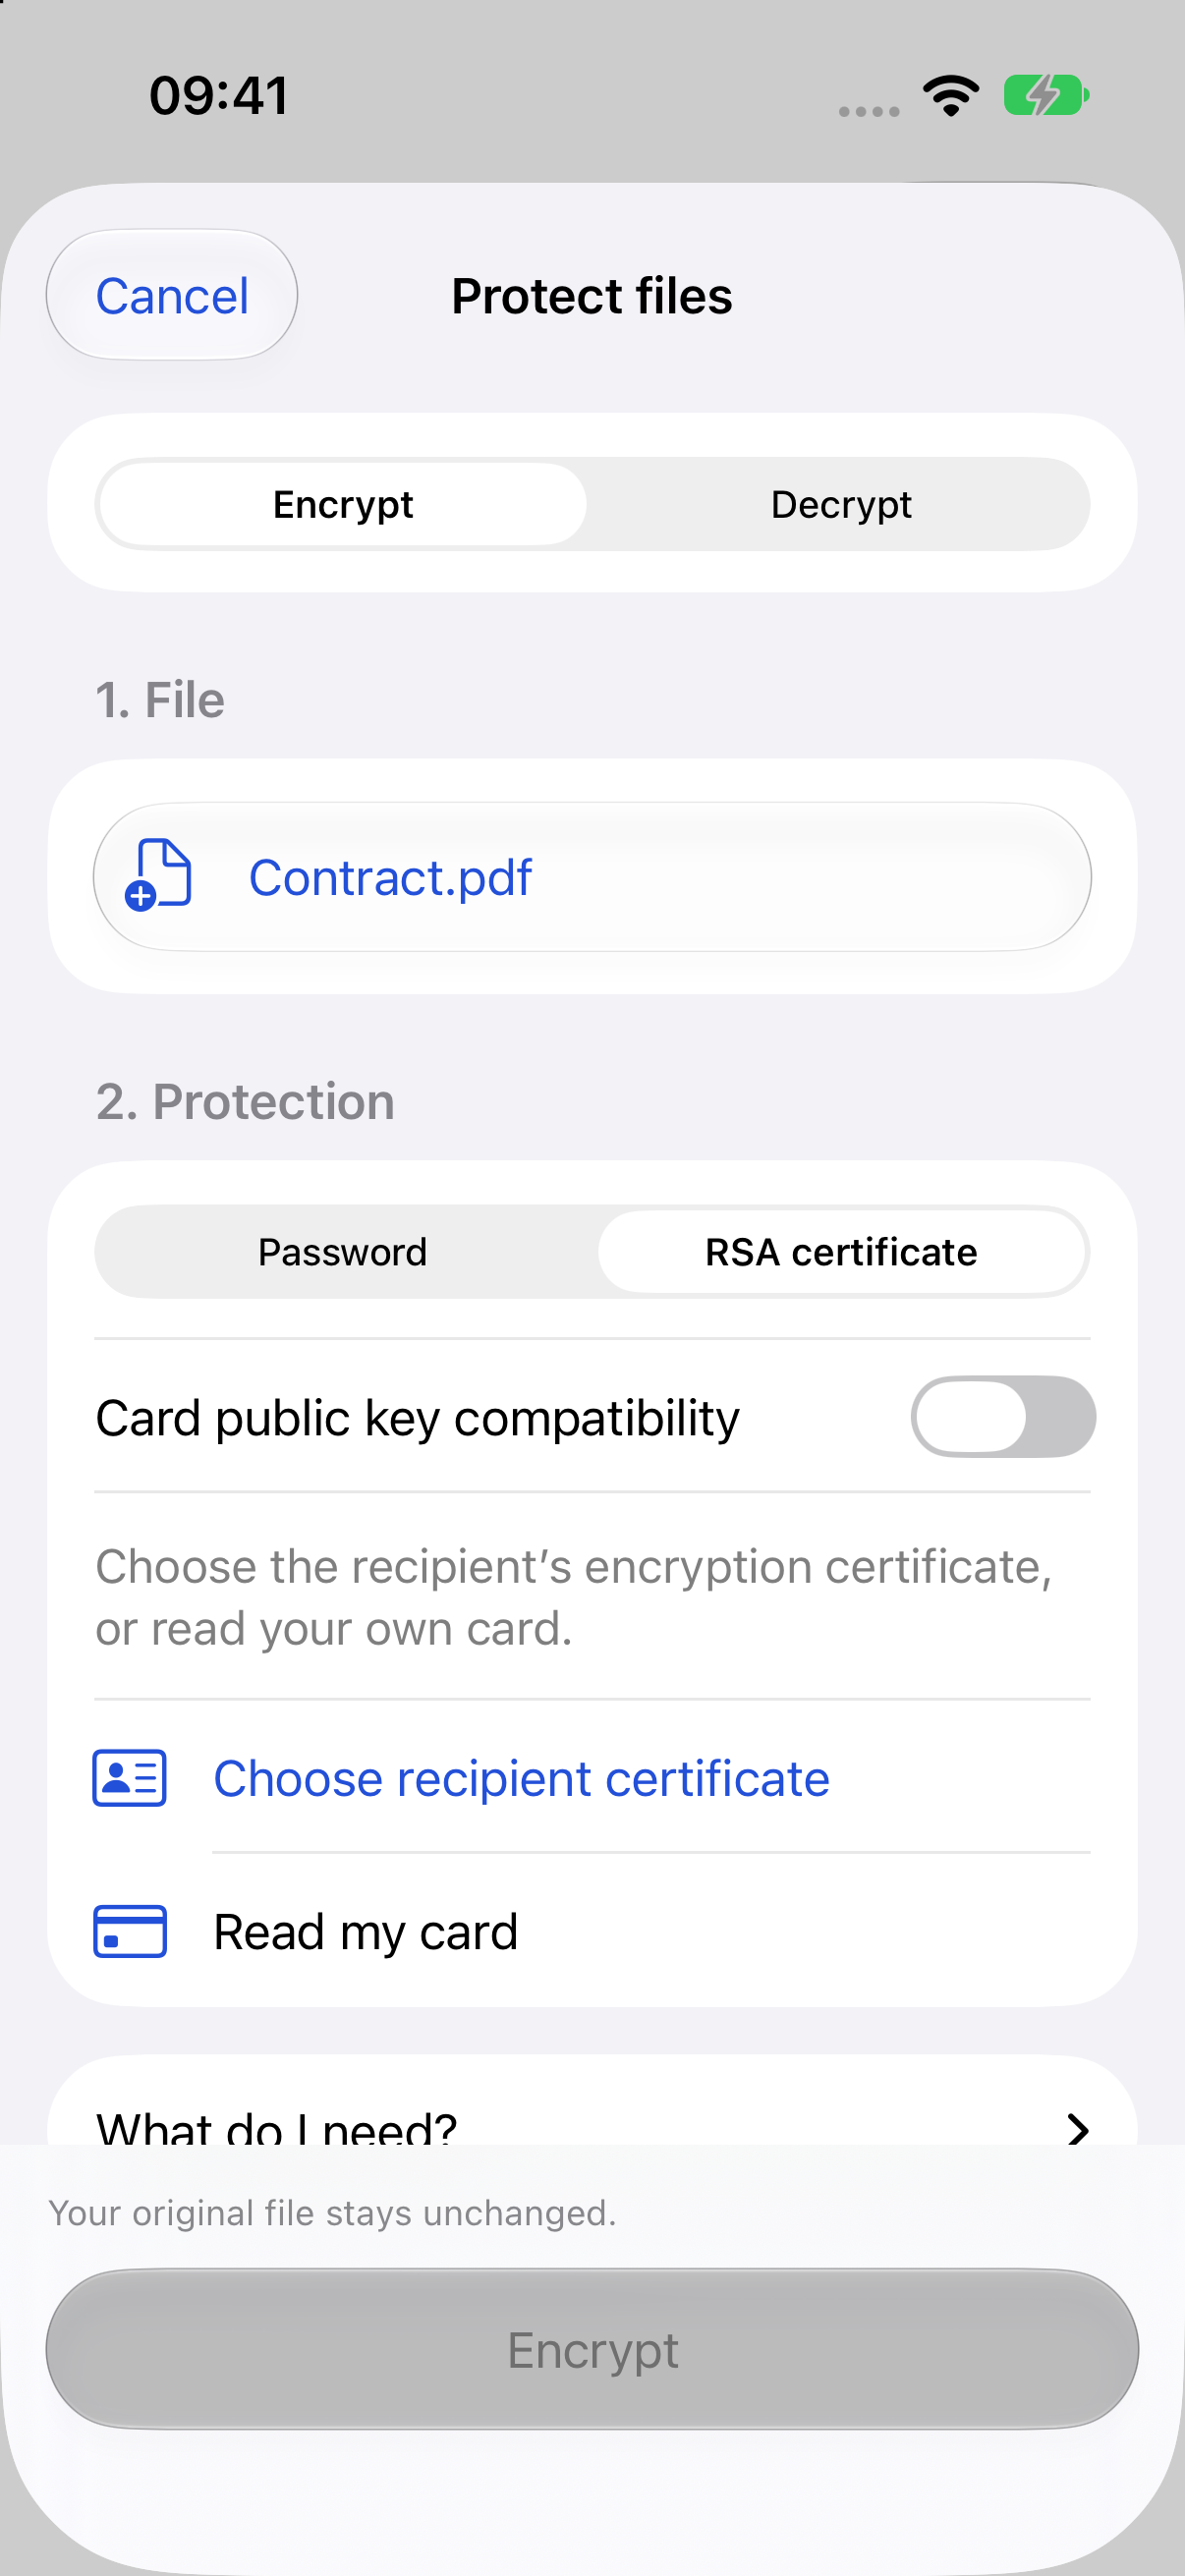 09:41
Cancel
Protect files
Encrypt
Decrypt
1. File
Contract.pdf
2. Protection
Password
RSA certificate
Card public key compatibility
Choose the recipient’s encryption certificate,
or read your own card.
Choose recipient certificate
Read my card
What do I need?
Your original file stays unchanged.
Encrypt